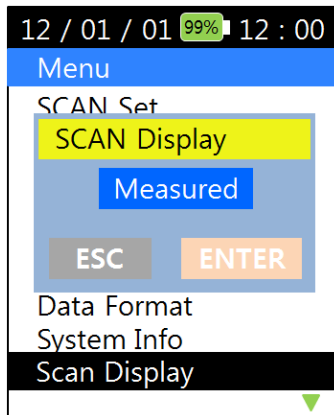 12 / 01 / 01 99% 12 : 00
Menu
SCAN Set
SCAN Display
Measured
ESC ENTER
Data Format
System Info
Scan Display